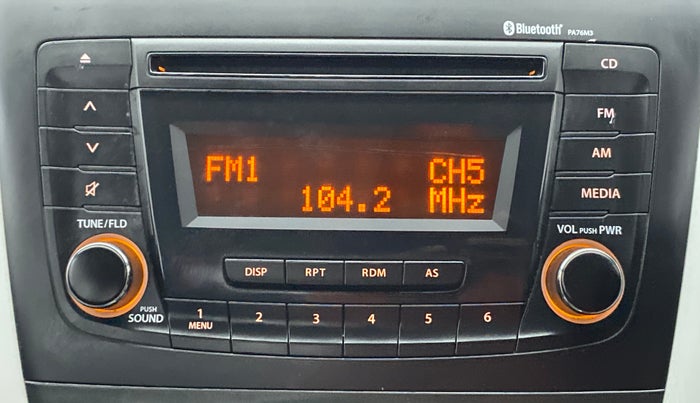 Bluetooth® PA76M3
CD
FM
AM
MEDIA
FM1 CH5
104.2 MHz
TUNE/FLD
PUSH
SOUND
VOL PUSH PWR
DISP RPT RDM AS
1 2 3 4 5 6
MENU